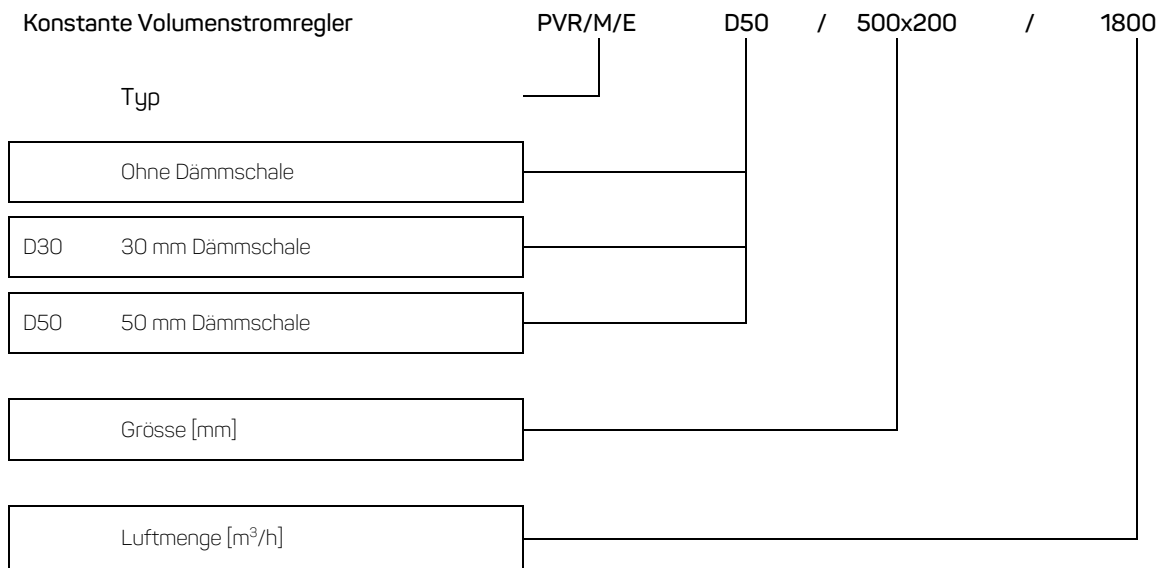 Konstante Volumenstromregler PVR/M/E D50 / 500x200 / 1800
Typ
Ohne Dämmschale
D30 30 mm Dämmschale
D50 50 mm Dämmschale
Grösse [mm]
Luftmenge [m³/h]